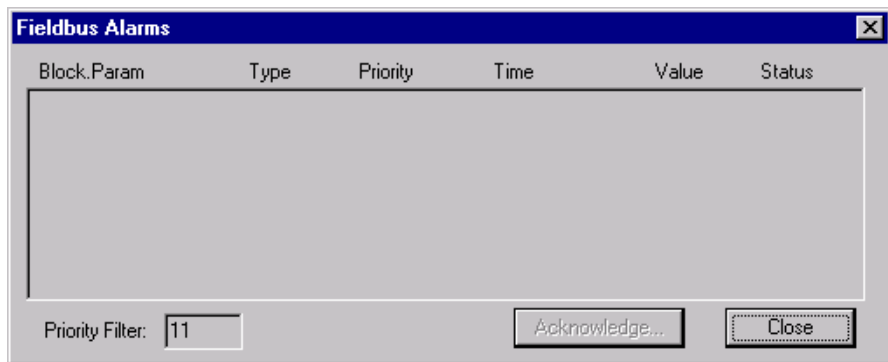 Fieldbus Alarms
Block.Param Type Priority Time Value Status
Priority Filter: 11 Acknowledge... Close